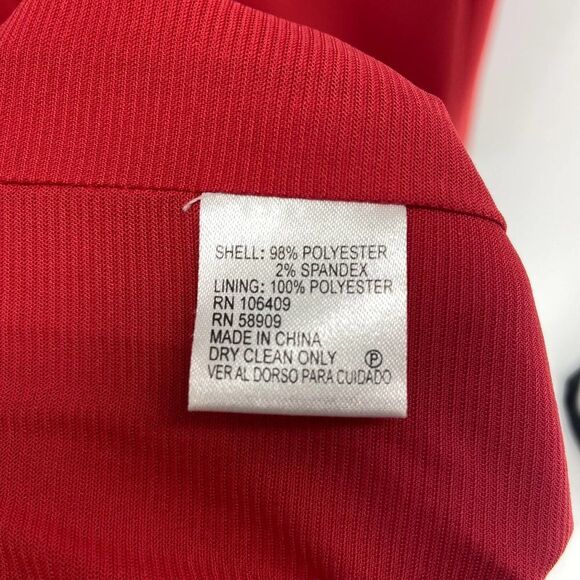 SHELL: 98% POLYESTER
2% SPANDEX
LINING: 100% POLYESTER
RN 106409
RN 58909
MADE IN CHINA
DRY CLEAN ONLY Ⓟ
VER AL DORSO PARA CUIDADO